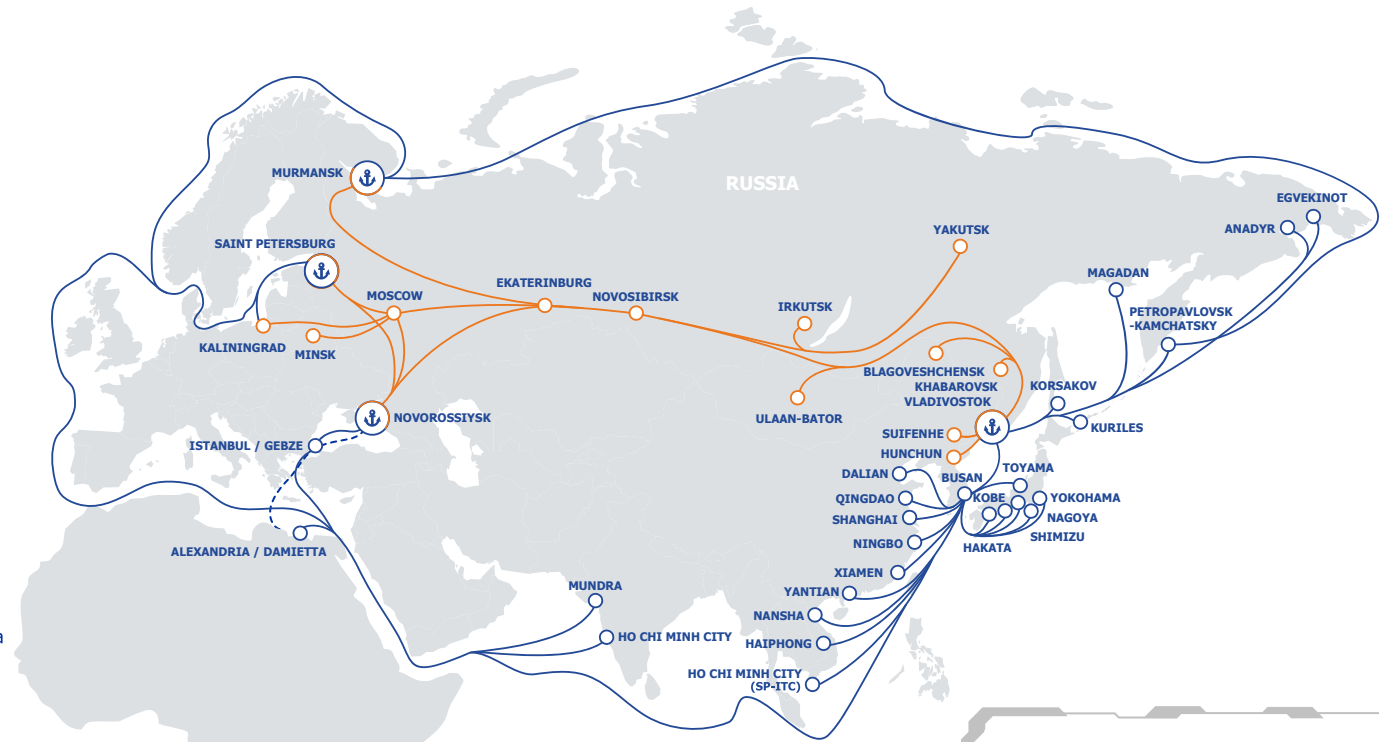 RUSSIA
MURMANSK
EGVEKINOT
ANADYR
YAKUTSK
SAINT PETERSBURG
MAGADAN
EKATERINBURG
MOSCOW
NOVOSIBIRSK
IRKUTSK
PETROPAVLOVSK
-KAMCHATSKY
KALININGRAD
MINSK
BLAGOVESHCHENSK
KHABAROVSK
KORSAKOV
VLADIVOSTOK
ULAAN-BATOR
NOVOROSSIYSK
KURILES
ISTANBUL / GEBZE
SUIFENHE
HUNCHUN
DALIAN
BUSAN
TOYAMA
QINGDAO
KOBE
YOKOHAMA
SHANGHAI
NAGOYA
SHIMIZU
NINGBO
HAKATA
ALEXANDRIA / DAMIETTA
XIAMEN
MUNDRA
YANTIAN
NANSHA
a
HO CHI MINH CITY
HAIPHONG
HO CHI MINH CITY
(SP-ITC)